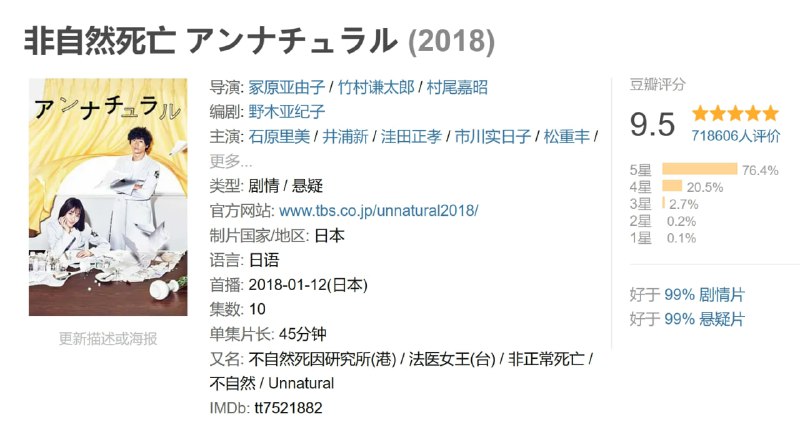 非自然死亡 アンナチュラル (2018)
アンナチュラル
更新描述或海报
导演: 冢原亚由子 / 竹村谦太郎 / 村尾嘉昭
编剧: 野木亚纪子
主演: 石原里美 / 井浦新 / 洼田正孝 / 市川实日子 / 松重丰 /
更多...
类型: 剧情 / 悬疑
官方网站: www.tbs.co.jp/unnatural2018/
制片国家/地区: 日本
语言: 日语
首播: 2018-01-12(日本)
集数: 10
单集片长: 45分钟
又名: 不自然死因研究所(港) / 法医女王(台) / 非正常死亡 /
不自然 / Unnatural
IMDb: tt7521882
豆瓣评分
9.5
718606人评价
5星 76.4%
4星 20.5%
3星 2.7%
2星 0.2%
1星 0.1%
好于 99% 剧情片
好于 99% 悬疑片